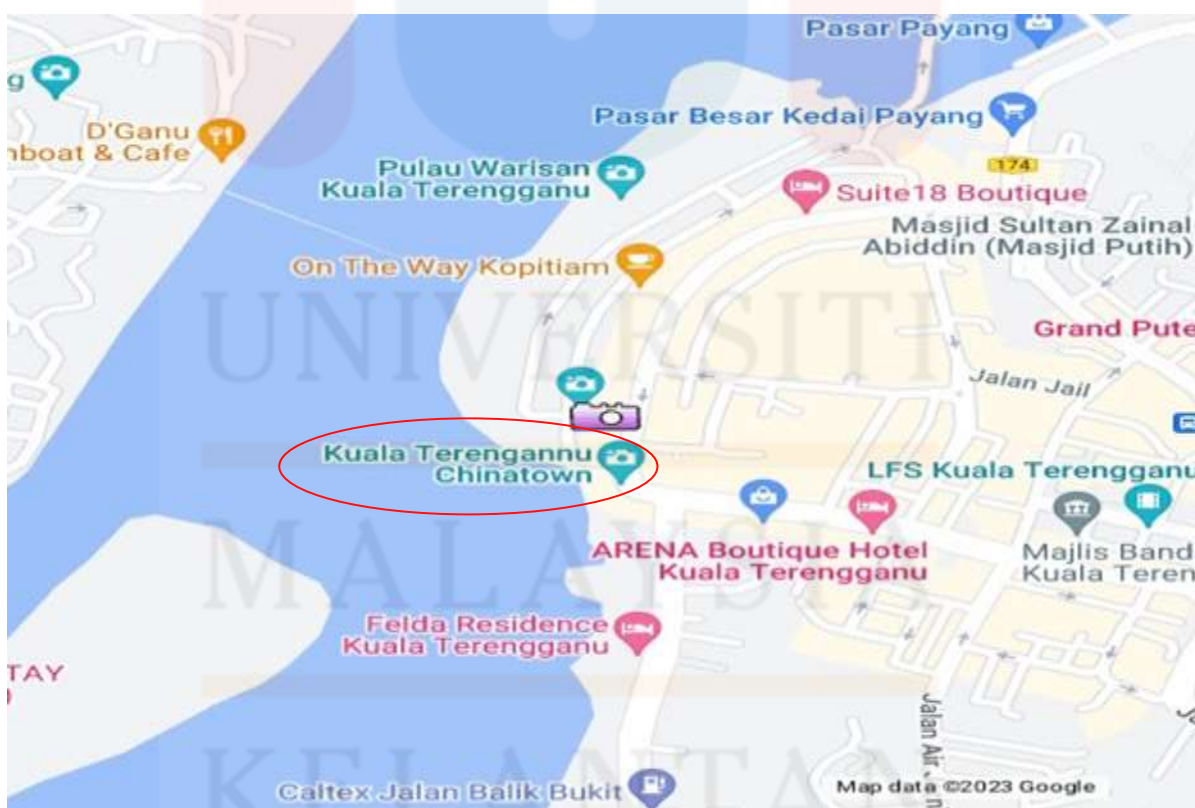 Pasar Payang
g
D'Ganu
nboat & Cafe
Pasar Besar Kedai Payang
174
Pulau Warisan
Kuala Terengganu
Suite18 Boutique
Masjid Sultan Zainal
Abiddin (Masjid Putih)
On The Way Kopitiam
UNIVERSITI
Grand Pute
Jalan Jail
Kuala Terengannu
Chinatown
LFS Kuala Terengganu
MALAYSIA
ARENA Boutique Hotel
Kuala Terengganu
Majlis Band
Kuala Teren
Felda Residence
Kuala Terengganu
TAY
Jalan Air
KELANTAN
Caltex Jalan Balik Bukit
Map data ©2023 Google